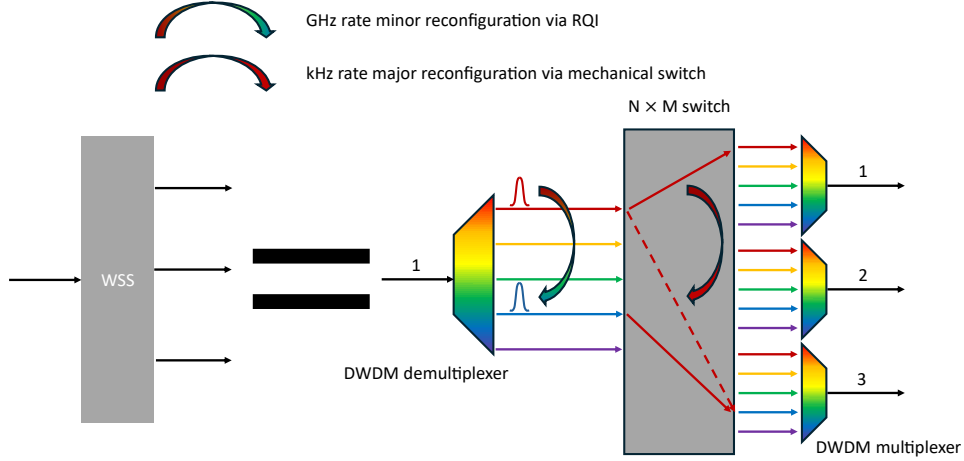 GHz rate minor reconfiguration via RQI
kHz rate major reconfiguration via mechanical switch
N × M switch
WSS
1
DWDM demultiplexer
1
2
3
DWDM multiplexer